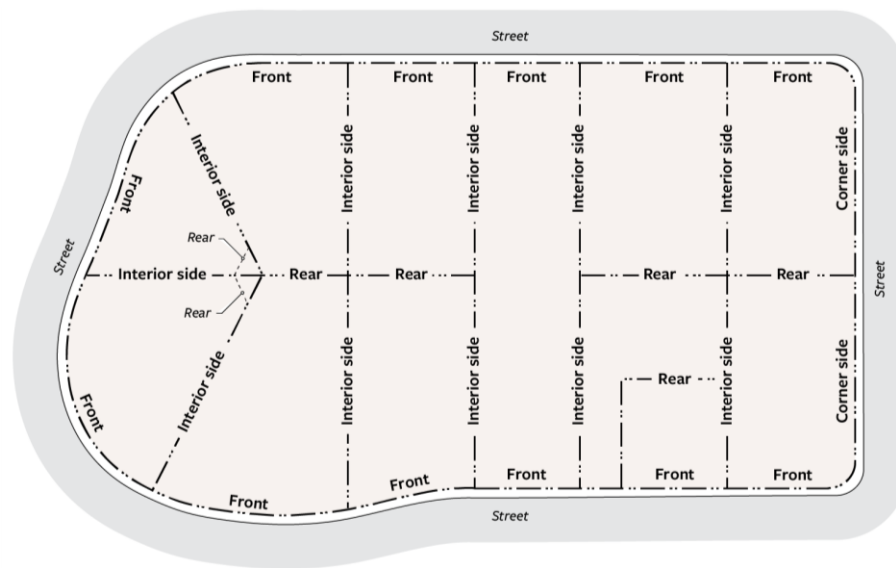 Street
Front
Front
Front
Front
Front
Interior side
Interior side
Interior side
Interior side
Interior side
Corner side
Front
Street
Rear
Interior side
Rear
Rear
Rear
Rear
Street
Rear
Interior side
Interior side
Interior side
Interior side
Interior side
Corner side
Rear
Front
Front
Front
Front
Front
Front
Street